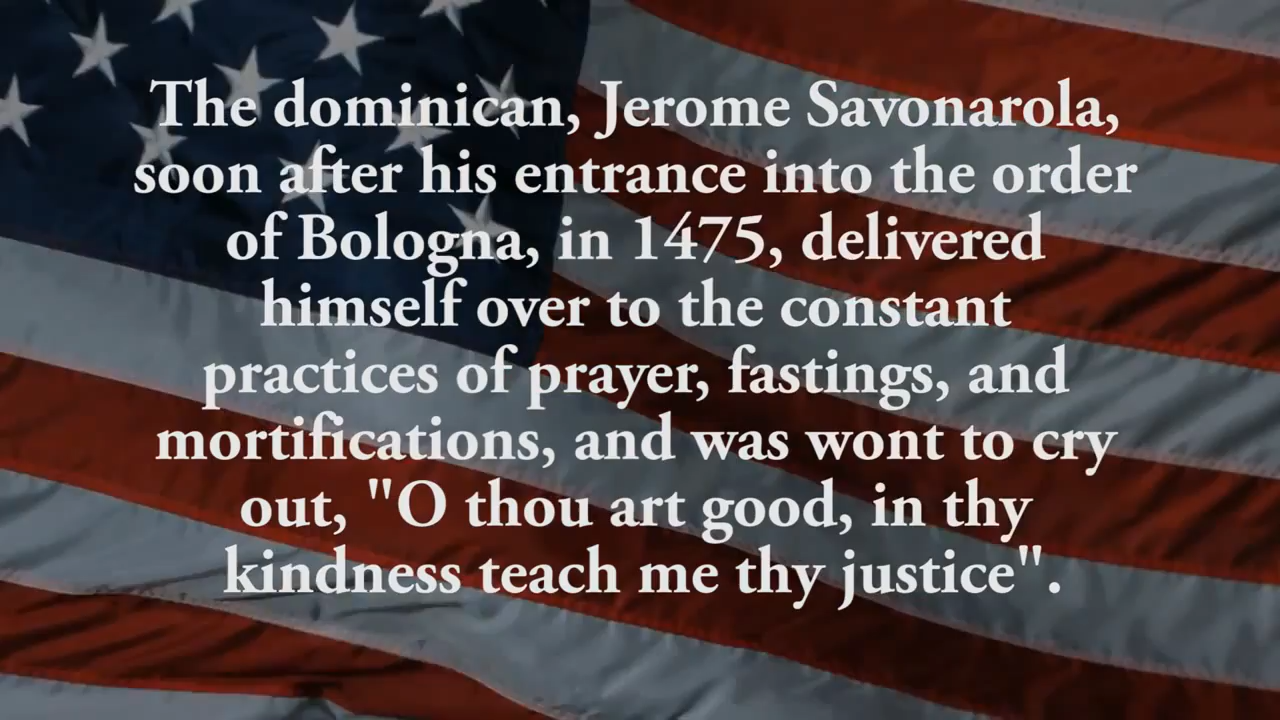 The dominican, Jerome Savonarola,
soon after his entrance into the order
of Bologna, in 1475, delivered
himself over to the constant
practices of prayer, fastings, and
mortifications, and was wont to cry
out, "O thou art good, in thy
kindness teach me thy justice".